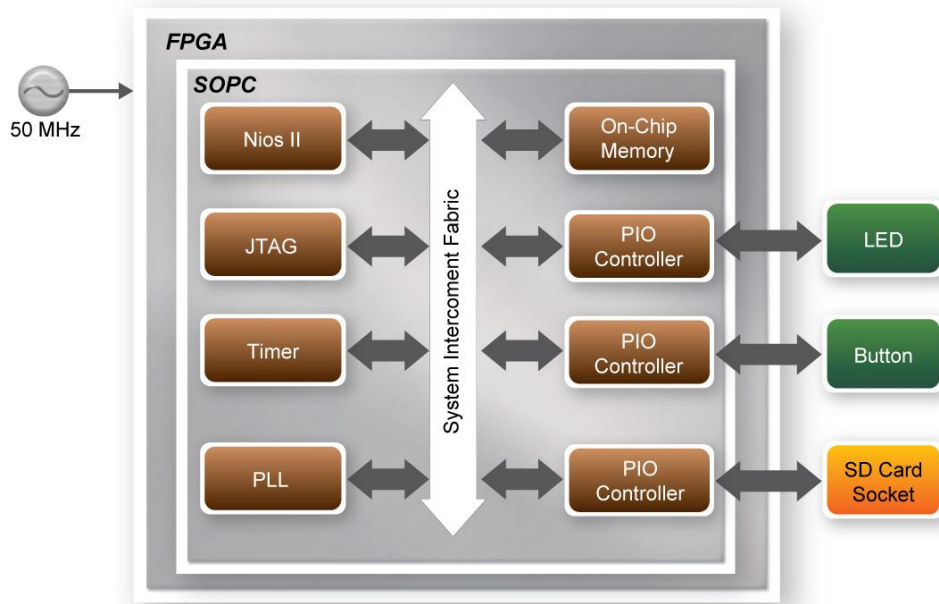 FPGA
SOPC
50 MHz
Nios II
On-Chip
Memory
JTAG
PIO
Controller
LED
Timer
PIO
Controller
Button
PLL
PIO
Controller
SD Card
Socket
System Intercoment Fabric